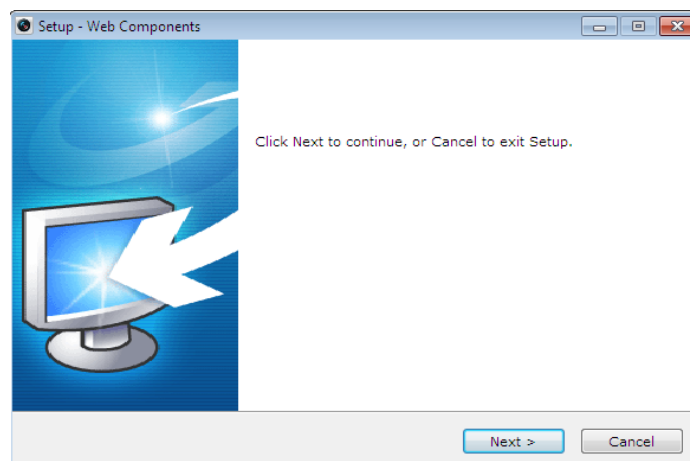 Setup - Web Components
Click Next to continue, or Cancel to exit Setup.
Next >
Cancel